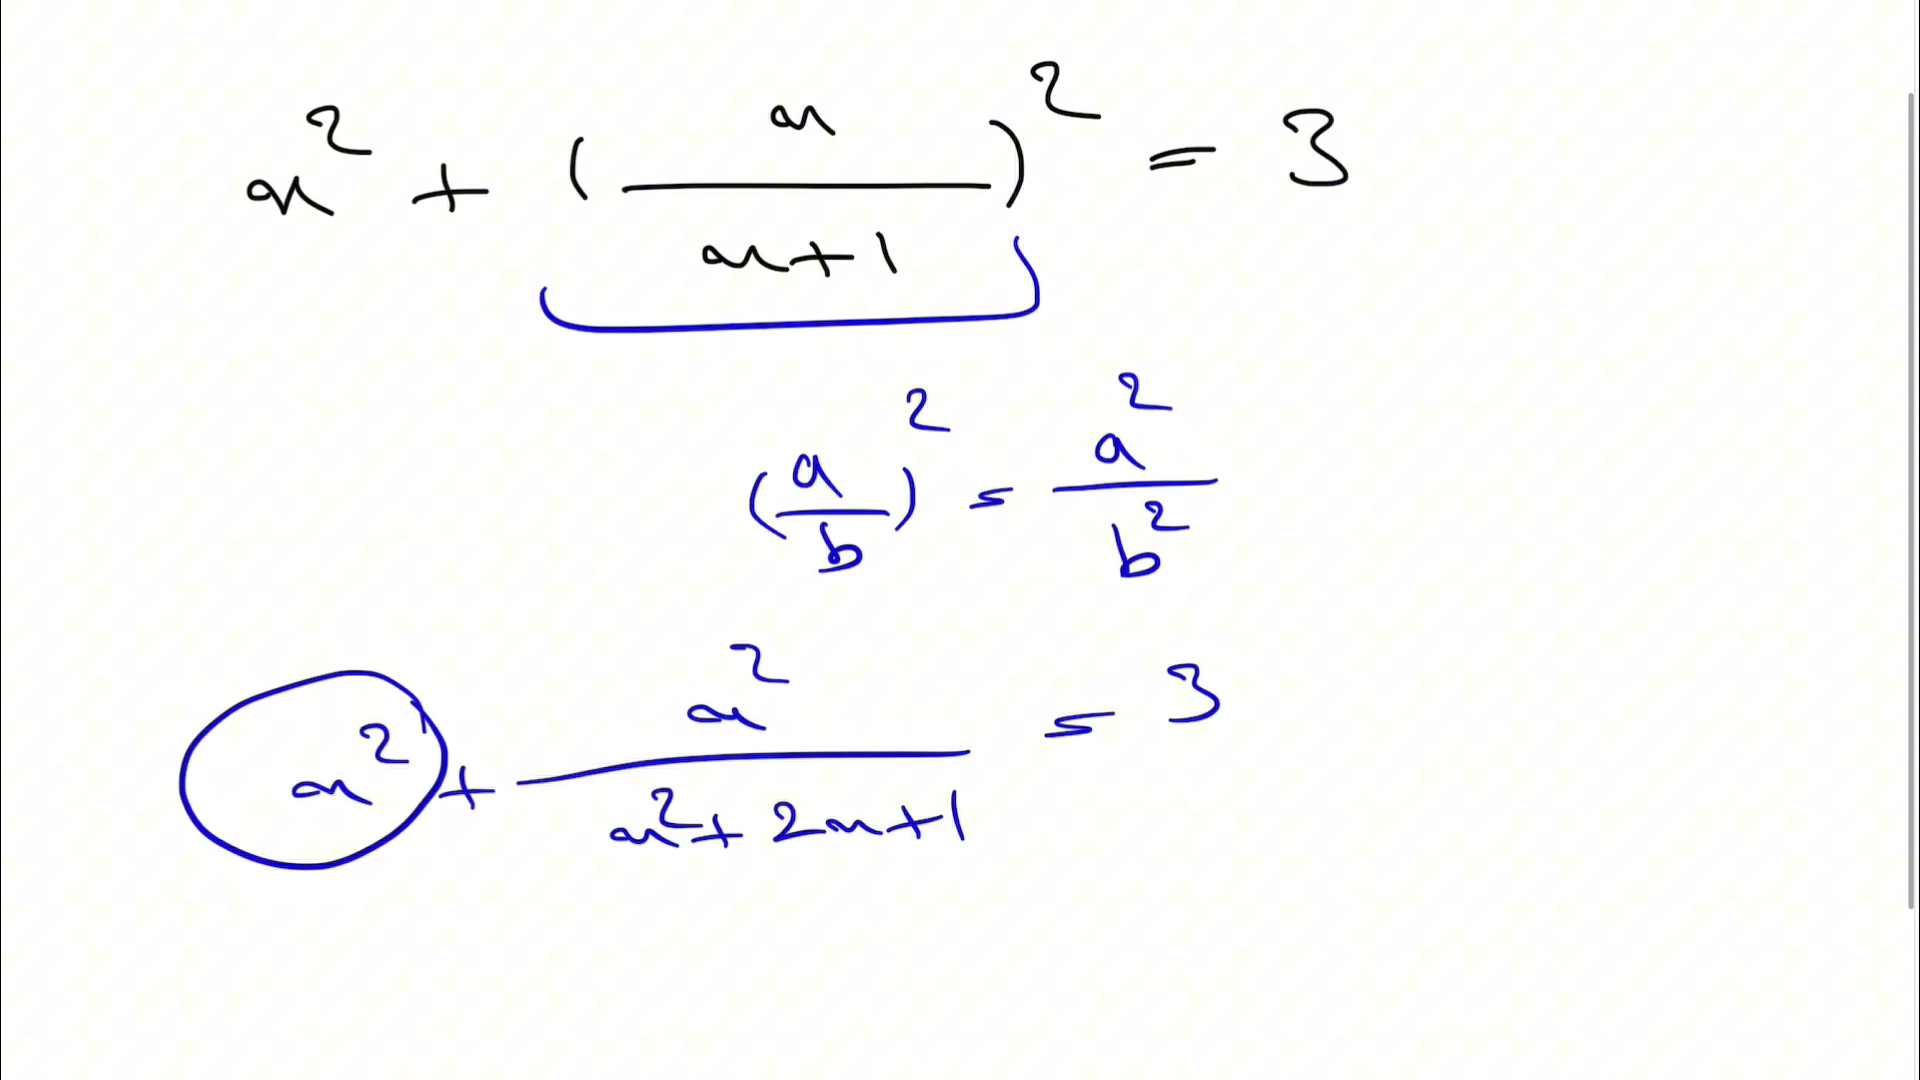 x² + (x/(x+1))² = 3
(a/b)² = a²/b²
x² + x²/(x²+2x+1) = 3